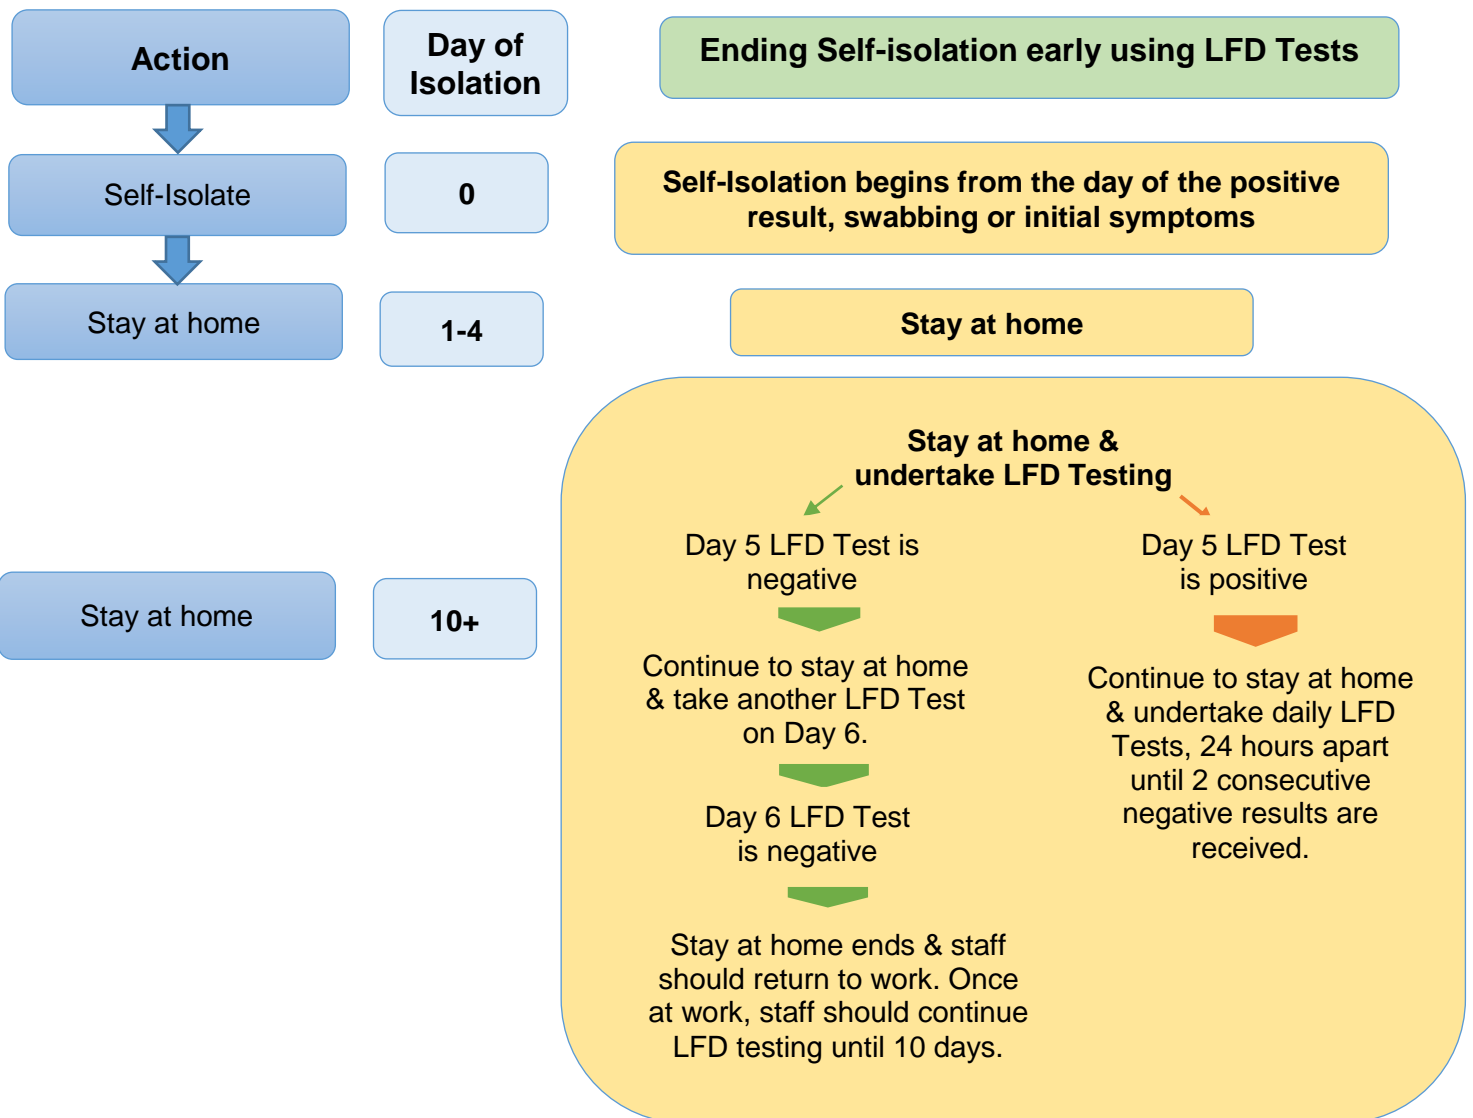 Action
Day of
Isolation
Ending Self-isolation early using LFD Tests
Self-Isolate
0
Self-Isolation begins from the day of the positive
result, swabbing or initial symptoms
Stay at home
1-4
Stay at home
Stay at home
10+
Stay at home &
undertake LFD Testing
Day 5 LFD Test is
negative
Continue to stay at home
& take another LFD Test
on Day 6.
Day 6 LFD Test
is negative
Stay at home ends & staff
should return to work. Once
at work, staff should continue
LFD testing until 10 days.
Day 5 LFD Test
is positive
Continue to stay at home
& undertake daily LFD
Tests, 24 hours apart
until 2 consecutive
negative results are
received.